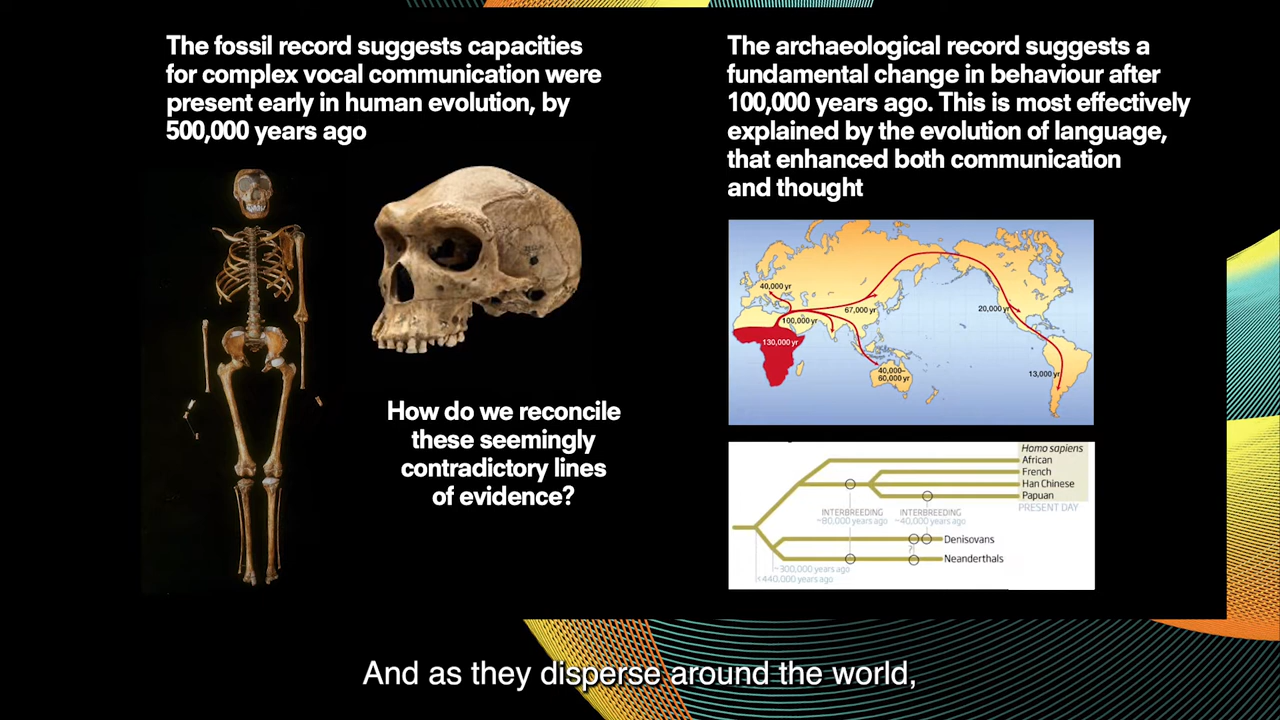 The fossil record suggests capacities
for complex vocal communication were
present early in human evolution, by
500,000 years ago
How do we reconcile
these seemingly
contradictory lines
of evidence?
The archaeological record suggests a
fundamental change in behaviour after
100,000 years ago. This is most effectively
explained by the evolution of language,
that enhanced both communication
and thought
40,000 yr
67,000 yr
20,000 yr
100,000 yr
130,000 yr
40,000-
60,000 yr
13,000 yr
Homo sapiens
African
French
Han Chinese
Papuan
PRESENT DAY
INTERBREEDING
~80,000 years ago
INTERBREEDING
~40,000 years ago
Denisovans
?
Neanderthals
~300,000 years ago
<440,000 years ago
And as they disperse around the world,